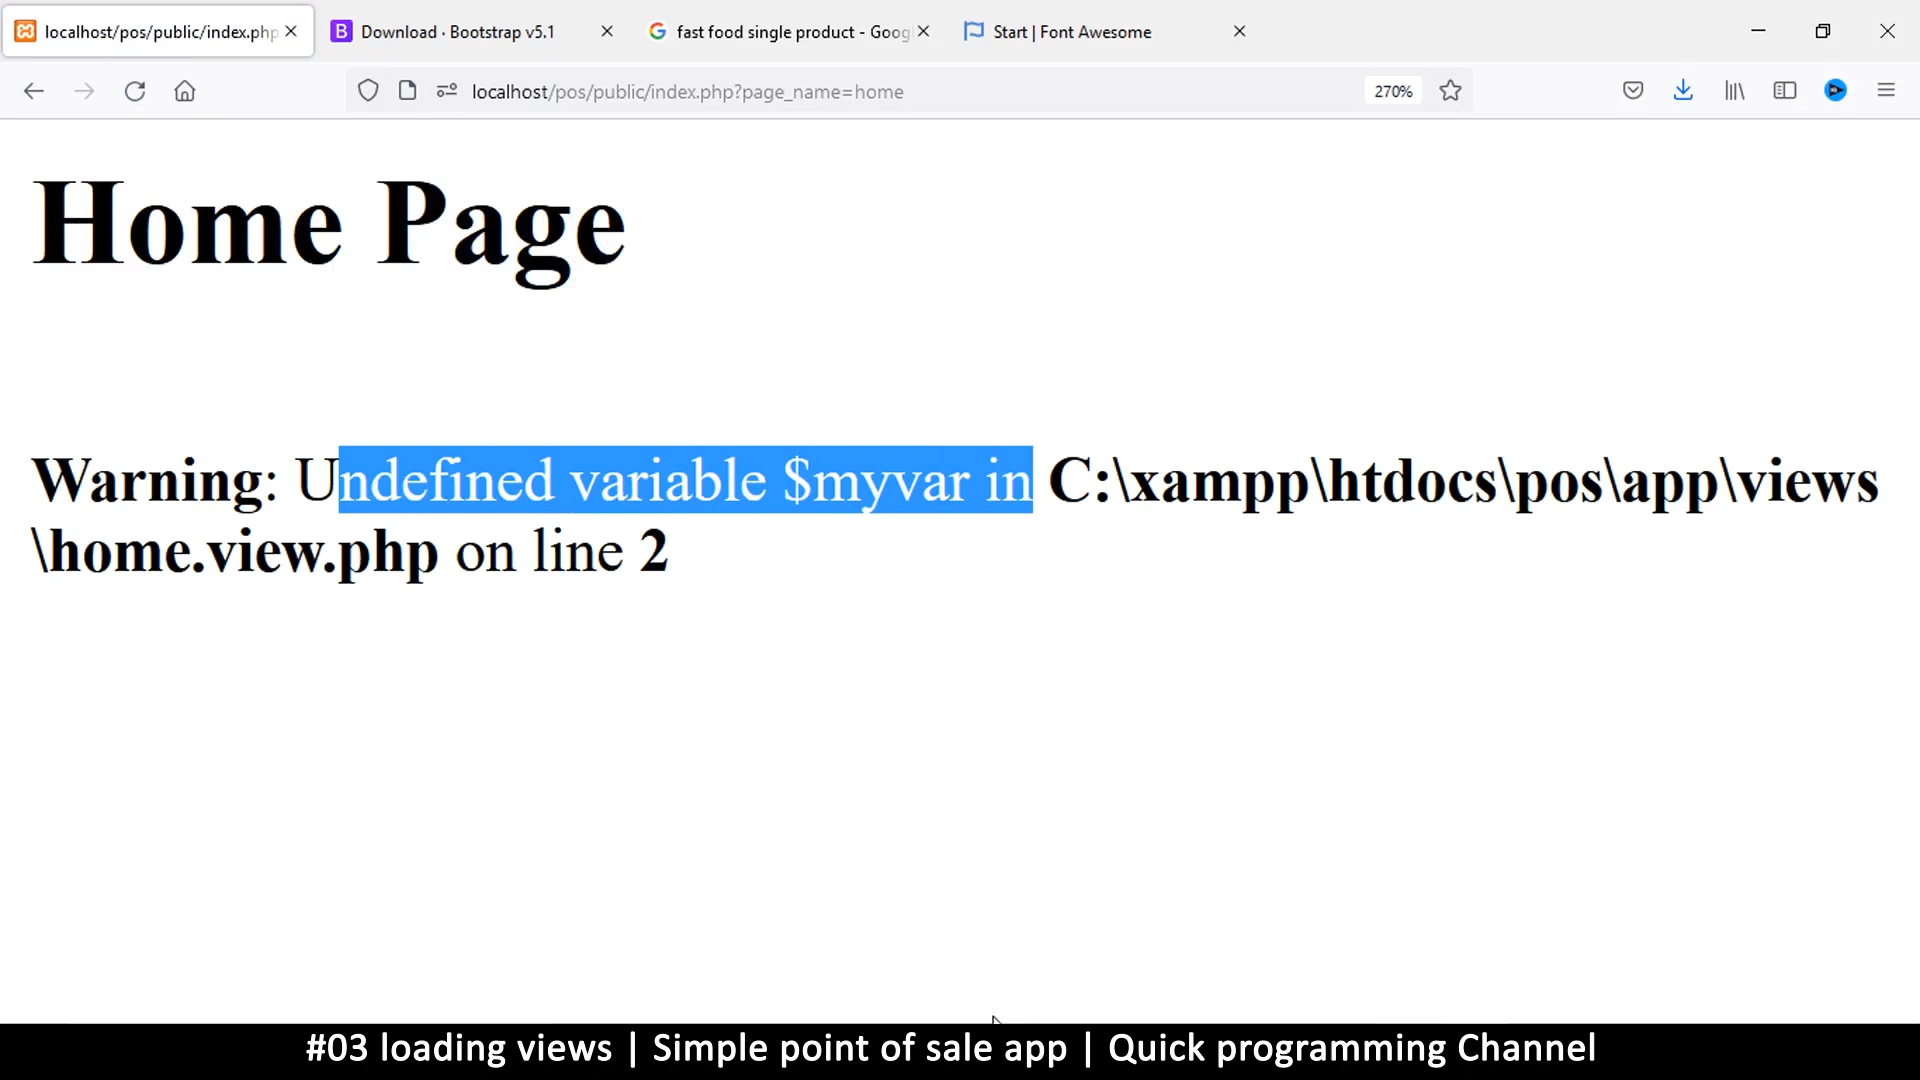 localhost/pos/public/index.php
Download · Bootstrap v5.1
fast food single product - Goog
Start | Font Awesome
localhost/pos/public/index.php?page_name=home
270%
Home Page
Warning: Undefined variable $myvar in C:\xampp\htdocs\pos\app\views
\home.view.php on line 2
#03 loading views | Simple point of sale app | Quick programming Channel